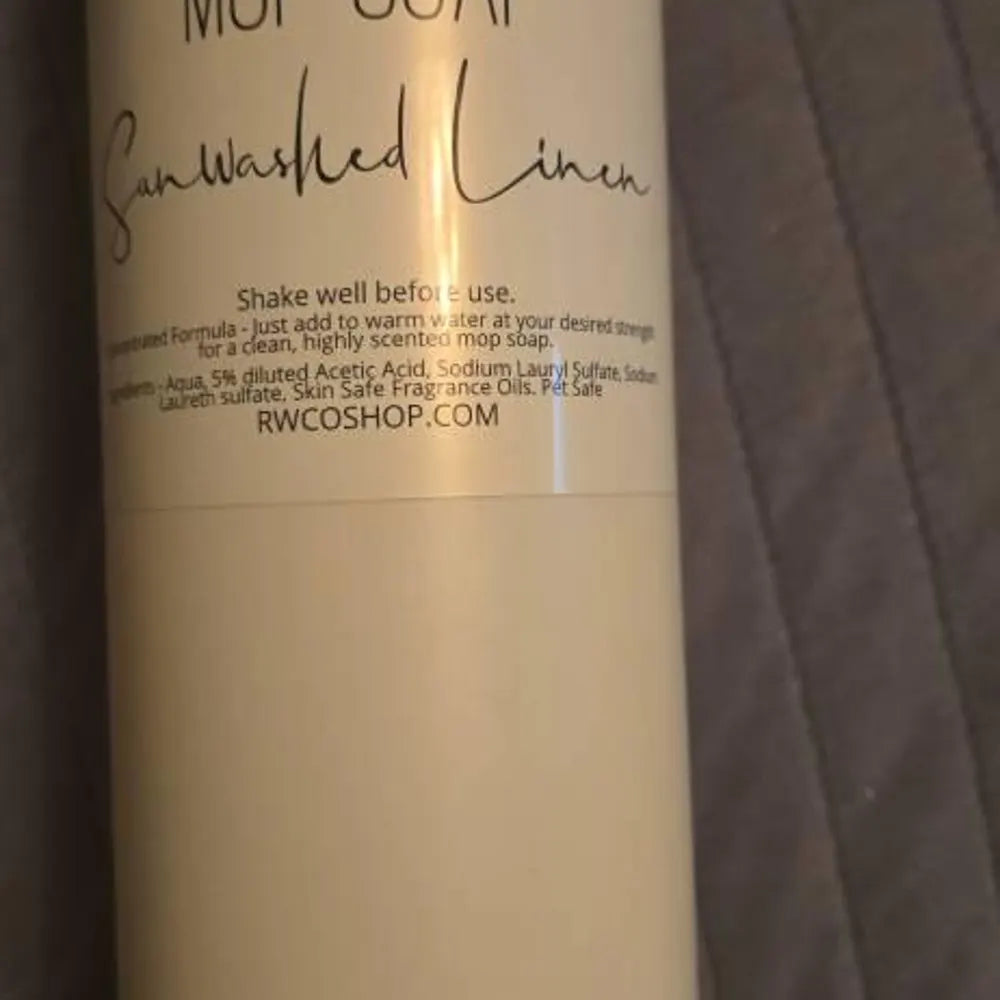 MOP SOAP
Sunwashed Linen
Shake well before use.
Concentrated Formula - Just add to warm water at your desired strength
for a clean, highly scented mop soap.
Ingredients - Aqua, 5% diluted Acetic Acid, Sodium Lauryl Sulfate, Sodium
Laureth sulfate, Skin Safe Fragrance Oils. Pet Safe
RWCOSHOP.COM